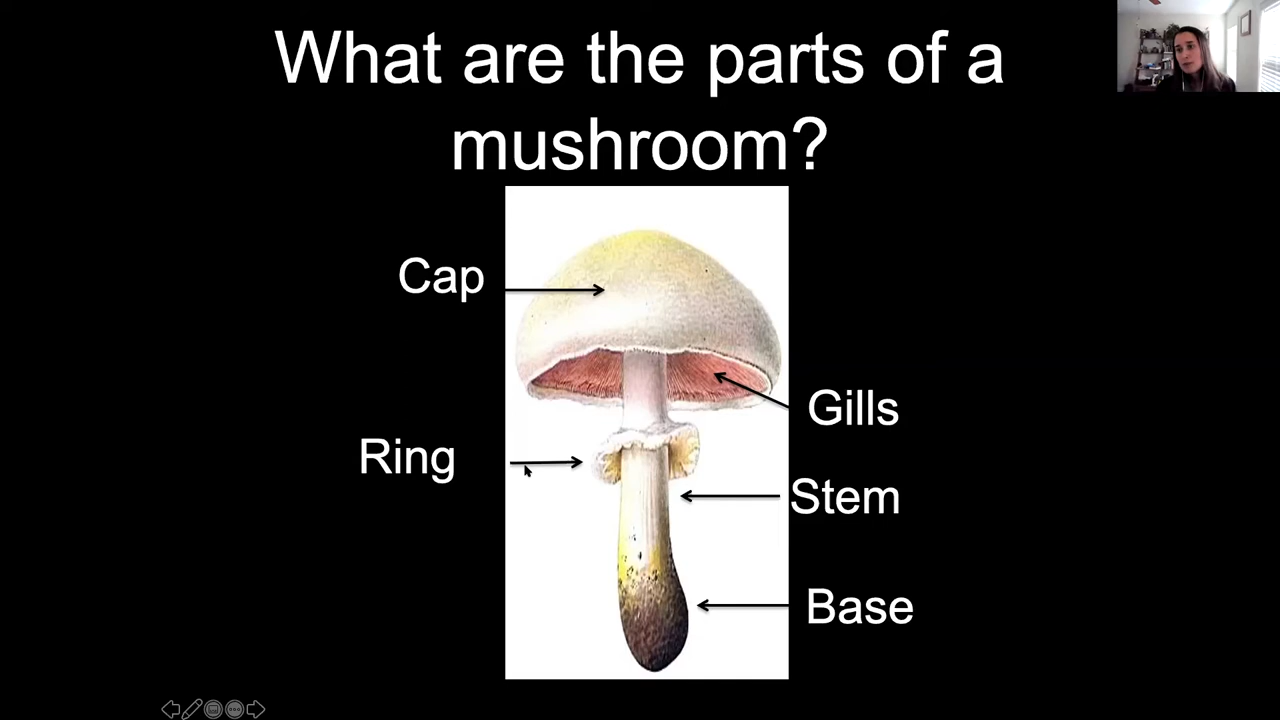 What are the parts of a
mushroom?
Cap
Gills
Ring
Stem
Base